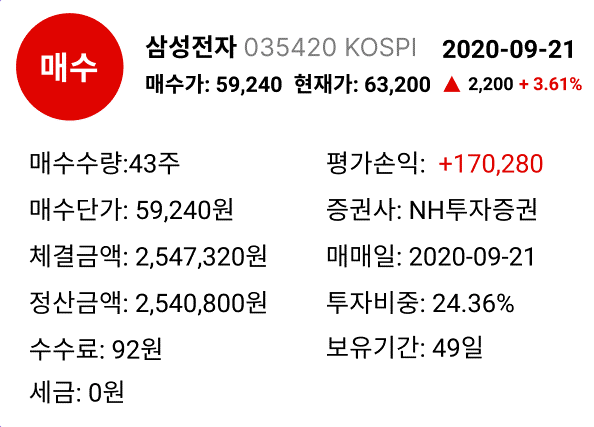 매수
삼성전자 035420 KOSPI 2020-09-21
매수가: 59,240 현재가: 63,200 ▲ 2,200 + 3.61%
매수수량:43주 평가손익: +170,280
매수단가: 59,240원 증권사: NH투자증권
체결금액: 2,547,320원 매매일: 2020-09-21
정산금액: 2,540,800원 투자비중: 24.36%
수수료: 92원 보유기간: 49일
세금: 0원